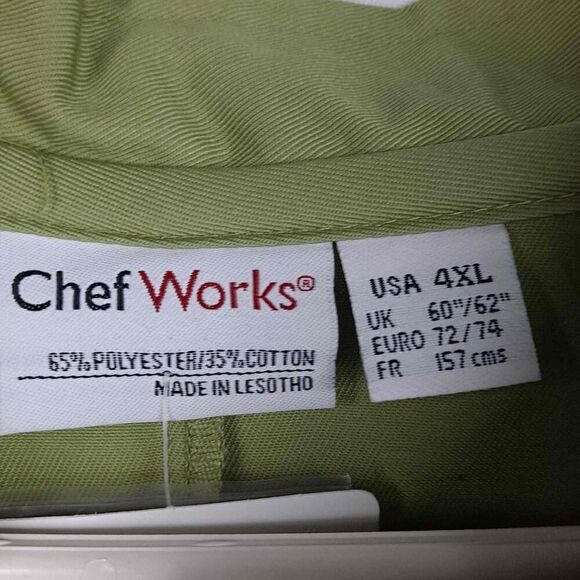 Chef Works®
65% POLYESTER/35% COTTON
MADE IN LESOTHO
USA 4XL
UK 60"/62"
EURO 72/74
FR 157 cms